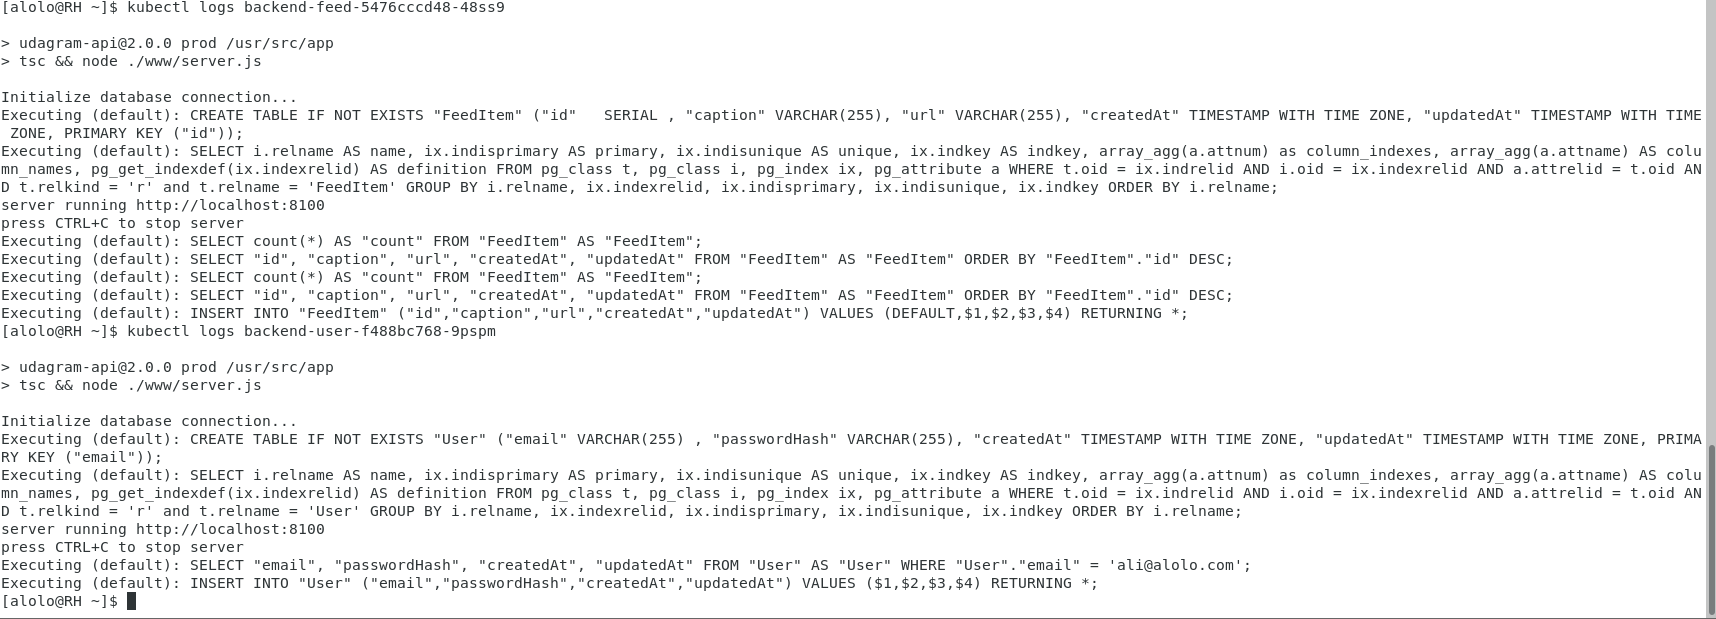 [alolo@RH ~]$ kubectl logs backend-feed-5476cccd48-48ss9
> udagram-api@2.0.0 prod /usr/src/app
> tsc && node ./www/server.js
Initialize database connection...
Executing (default): CREATE TABLE IF NOT EXISTS "FeedItem" ("id"   SERIAL , "caption" VARCHAR(255), "url" VARCHAR(255), "createdAt" TIMESTAMP WITH TIME ZONE, "updatedAt" TIMESTAMP WITH TIME
 ZONE, PRIMARY KEY ("id"));
Executing (default): SELECT i.relname AS name, ix.indisprimary AS primary, ix.indisunique AS unique, ix.indkey AS indkey, array_agg(a.attnum) as column_indexes, array_agg(a.attname) AS colu
mn_names, pg_get_indexdef(ix.indexrelid) AS definition FROM pg_class t, pg_class i, pg_index ix, pg_attribute a WHERE t.oid = ix.indrelid AND i.oid = ix.indexrelid AND a.attrelid = t.oid AN
D t.relkind = 'r' and t.relname = 'FeedItem' GROUP BY i.relname, ix.indexrelid, ix.indisprimary, ix.indisunique, ix.indkey ORDER BY i.relname;
server running http://localhost:8100
press CTRL+C to stop server
Executing (default): SELECT count(*) AS "count" FROM "FeedItem" AS "FeedItem";
Executing (default): SELECT "id", "caption", "url", "createdAt", "updatedAt" FROM "FeedItem" AS "FeedItem" ORDER BY "FeedItem"."id" DESC;
Executing (default): SELECT count(*) AS "count" FROM "FeedItem" AS "FeedItem";
Executing (default): SELECT "id", "caption", "url", "createdAt", "updatedAt" FROM "FeedItem" AS "FeedItem" ORDER BY "FeedItem"."id" DESC;
Executing (default): INSERT INTO "FeedItem" ("id","caption","url","createdAt","updatedAt") VALUES (DEFAULT,$1,$2,$3,$4) RETURNING *;
[alolo@RH ~]$ kubectl logs backend-user-f488bc768-9pspm
> udagram-api@2.0.0 prod /usr/src/app
> tsc && node ./www/server.js
Initialize database connection...
Executing (default): CREATE TABLE IF NOT EXISTS "User" ("email" VARCHAR(255) , "passwordHash" VARCHAR(255), "createdAt" TIMESTAMP WITH TIME ZONE, "updatedAt" TIMESTAMP WITH TIME ZONE, PRIMA
RY KEY ("email"));
Executing (default): SELECT i.relname AS name, ix.indisprimary AS primary, ix.indisunique AS unique, ix.indkey AS indkey, array_agg(a.attnum) as column_indexes, array_agg(a.attname) AS colu
mn_names, pg_get_indexdef(ix.indexrelid) AS definition FROM pg_class t, pg_class i, pg_index ix, pg_attribute a WHERE t.oid = ix.indrelid AND i.oid = ix.indexrelid AND a.attrelid = t.oid AN
D t.relkind = 'r' and t.relname = 'User' GROUP BY i.relname, ix.indexrelid, ix.indisprimary, ix.indisunique, ix.indkey ORDER BY i.relname;
server running http://localhost:8100
press CTRL+C to stop server
Executing (default): SELECT "email", "passwordHash", "createdAt", "updatedAt" FROM "User" AS "User" WHERE "User"."email" = 'ali@alolo.com';
Executing (default): INSERT INTO "User" ("email","passwordHash","createdAt","updatedAt") VALUES ($1,$2,$3,$4) RETURNING *;
[alolo@RH ~]$